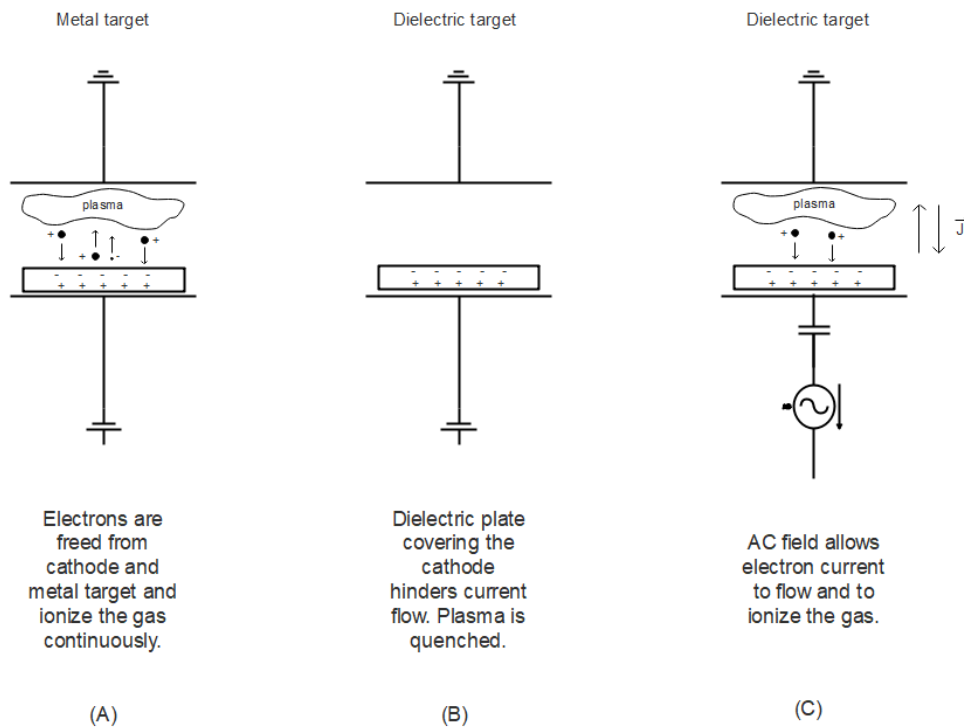 Metal target
Dielectric target
Dielectric target
plasma
plasma
+
+
+
-
+
+
J
- - - - -
+ + + + +
- - - - -
+ + + + +
- - - - -
+ + + + +
Electrons are
freed from
cathode and
metal target and
ionize the gas
continuously.
Dielectric plate
covering the
cathode
hinders current
flow. Plasma is
quenched.
AC field allows
electron current
to flow and to
ionize the gas.
(A)
(B)
(C)